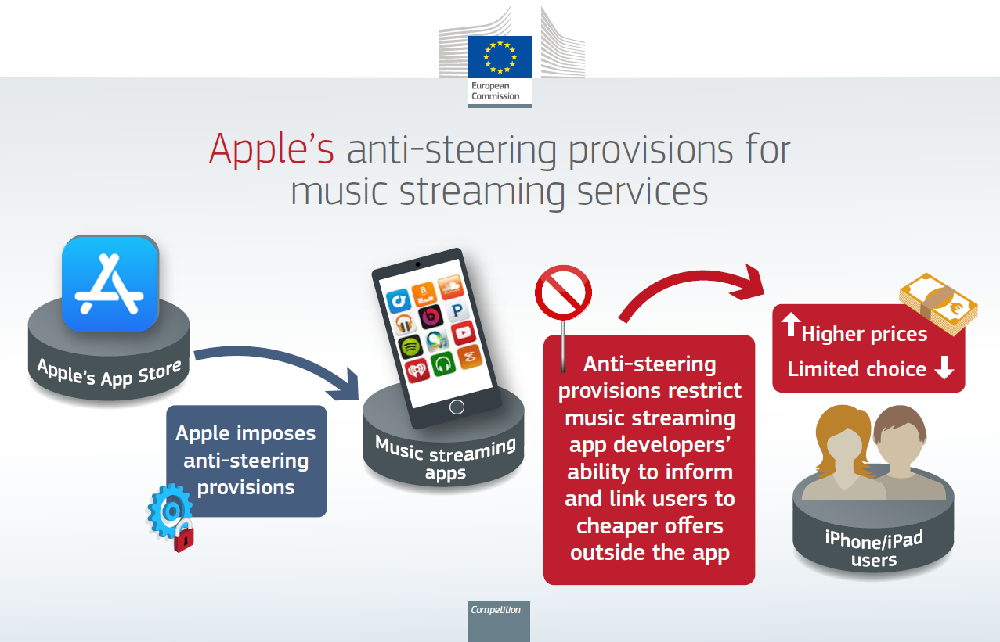 European
Commission
Apple's anti-steering provisions for
music streaming services
Apple's App Store
Apple imposes
anti-steering
provisions
Music streaming
apps
Anti-steering
provisions restrict
music streaming
app developers'
ability to inform
and link users to
cheaper offers
outside the app
Higher prices
Limited choice
iPhone/iPad
users
Competition